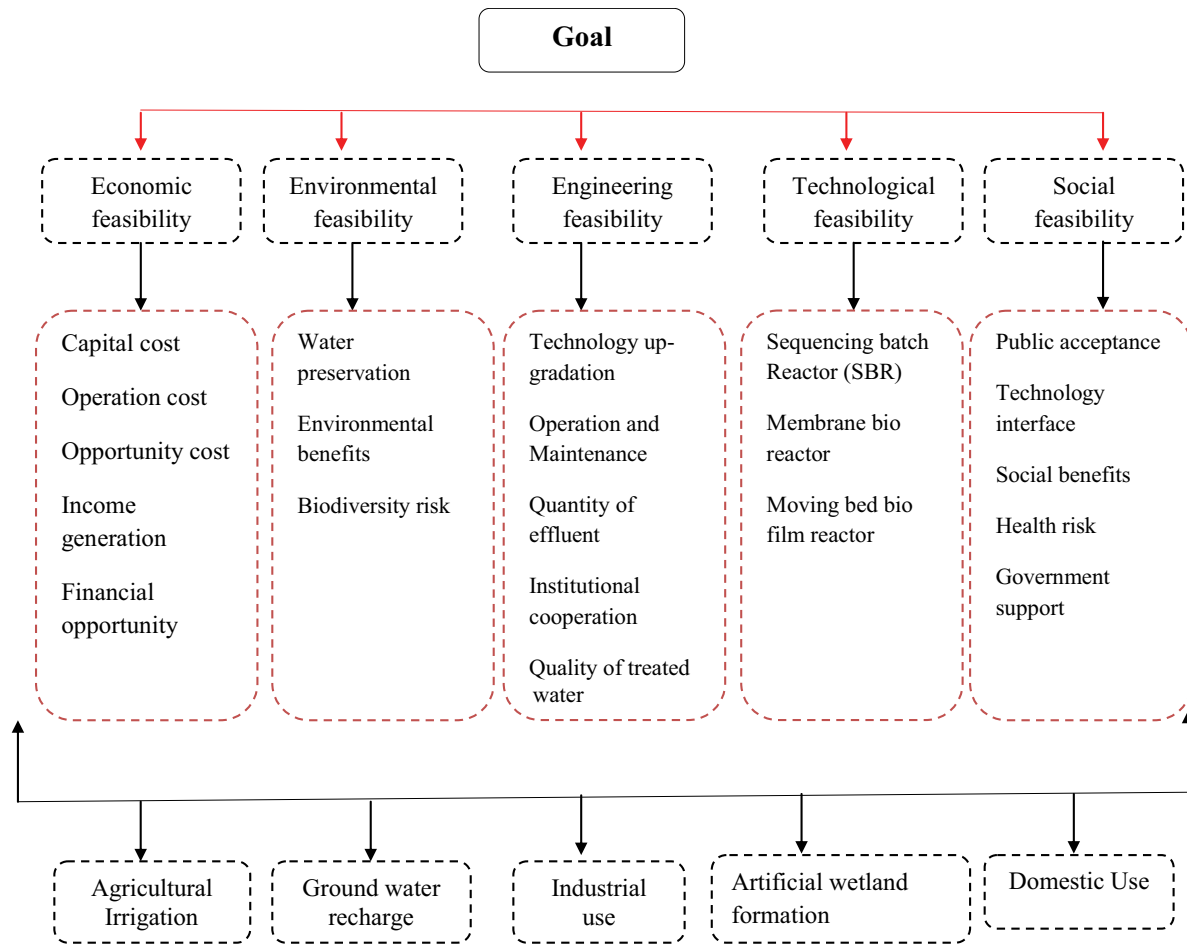 Goal
Economic
feasibility
Environmental
feasibility
Engineering
feasibility
Technological
feasibility
Social
feasibility
Capital cost
Operation cost
Opportunity cost
Income
generation
Financial
opportunity
Water
preservation
Environmental
benefits
Biodiversity risk
Technology up-
gradation
Operation and
Maintenance
Quantity of
effluent
Institutional
cooperation
Quality of treated
water
Sequencing batch
Reactor (SBR)
Membrane bio
reactor
Moving bed bio
film reactor
Public acceptance
Technology
interface
Social benefits
Health risk
Government
support
Agricultural
Irrigation
Ground water
recharge
Industrial
use
Artificial wetland
formation
Domestic Use